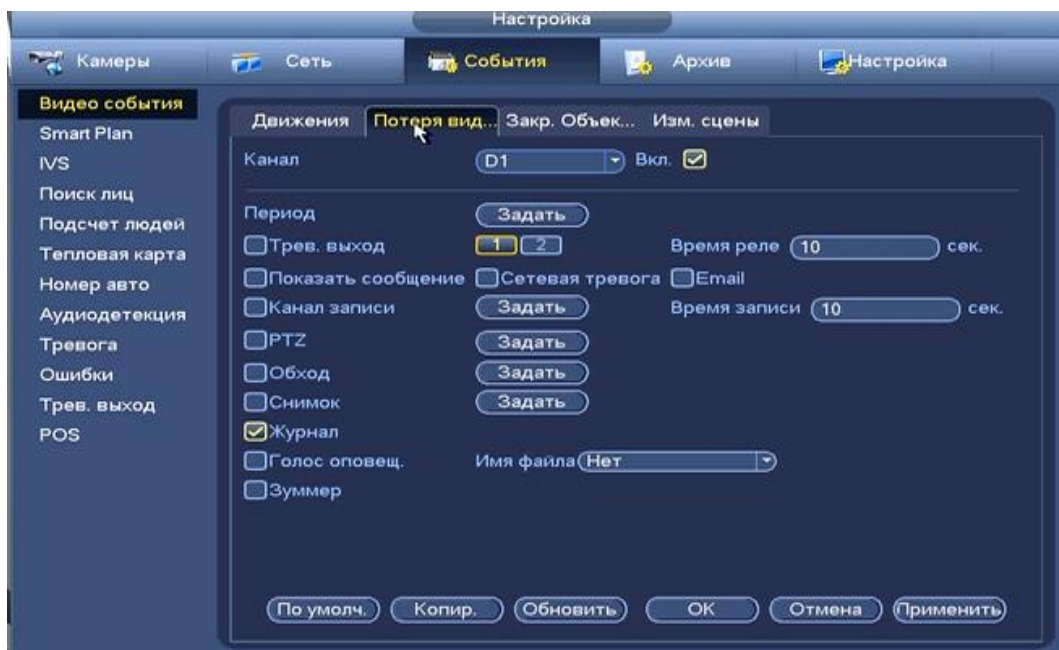 Настройка
Камеры Сеть События Архив Настройка
Видео события
Smart Plan
IVS
Поиск лиц
Подсчет людей
Тепловая карта
Номер авто
Аудиодетекция
Тревога
Ошибки
Трев. выход
POS
Движения Потеря вид... Закр. Объек... Изм. сцены
Канал D1 Вкл.
Период Задать
Трев. выход 1 2 Время реле 10 сек.
Показать сообщение Сетевая тревога Email
Канал записи Задать Время записи 10 сек.
PTZ Задать
Обход Задать
Снимок Задать
Журнал
Голос оповещ. Имя файла Нет
Зуммер
По умолч. Копир. Обновить OK Отмена Применить